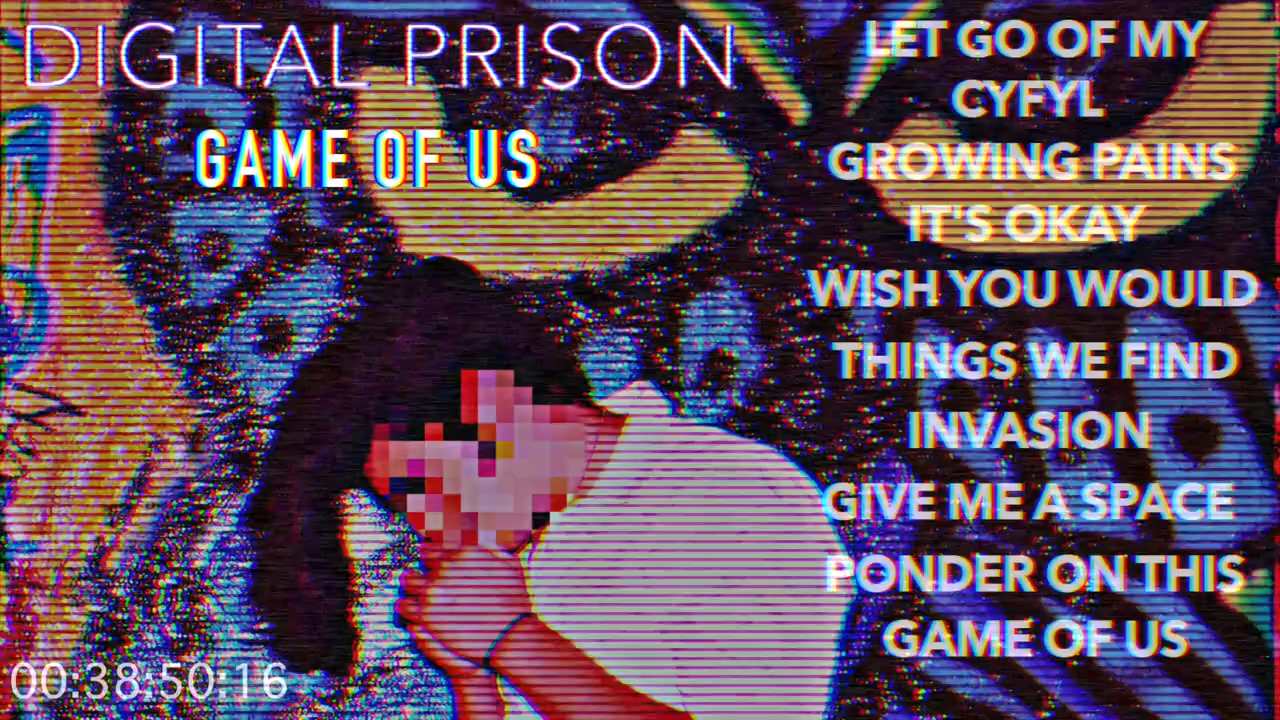 DIGITAL PRISON
GAME OF US
LET GO OF MY
CYFYL
GROWING PAINS
IT'S OKAY
WISH YOU WOULD
THINGS WE FIND
INVASION
GIVE ME A SPACE
PONDER ON THIS
GAME OF US
00:38:50:16